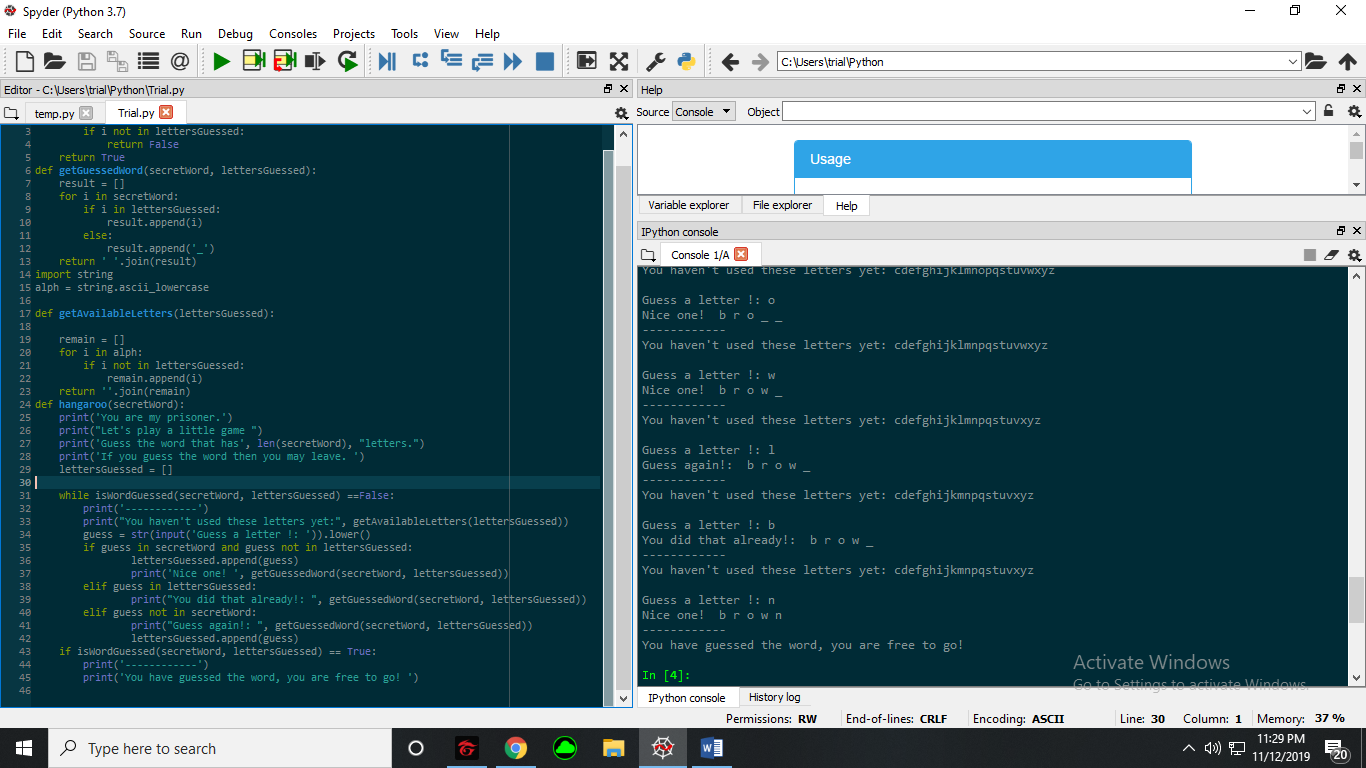 Spyder (Python 3.7)
File Edit Search Source Run Debug Consoles Projects Tools View Help
C:\Users\trial\Python
Editor - C:\Users\trial\Python\Trial.py
temp.py Trial.py
3 if i not in lettersGuessed:
4 return False
5 return True
6 def getGuessedWord(secretWord, lettersGuessed):
7 result = []
8 for i in secretWord:
9 if i in lettersGuessed:
10 result.append(i)
11 else:
12 result.append('_')
13 return ' '.join(result)
14 import string
15 alph = string.ascii_lowercase
16
17 def getAvailableLetters(lettersGuessed):
18
19 remain = []
20 for i in alph:
21 if i not in lettersGuessed:
22 remain.append(i)
23 return ''.join(remain)
24 def hangaroo(secretWord):
25 print('You are my prisoner.')
26 print("Let's play a little game ")
27 print('Guess the word that has', len(secretWord), "letters.")
28 print('If you guess the word then you may leave. ')
29 lettersGuessed = []
30
31 while isWordGuessed(secretWord, lettersGuessed) ==False:
32 print('------------')
33 print("You haven't used these letters yet:", getAvailableLetters(lettersGuessed))
34 guess = str(input('Guess a letter !: ')).lower()
35 if guess in secretWord and guess not in lettersGuessed:
36 lettersGuessed.append(guess)
37 print('Nice one! ', getGuessedWord(secretWord, lettersGuessed))
38 elif guess in lettersGuessed:
39 print("You did that already!: ", getGuessedWord(secretWord, lettersGuessed))
40 elif guess not in secretWord:
41 print("Guess again!: ", getGuessedWord(secretWord, lettersGuessed))
42 lettersGuessed.append(guess)
43 if isWordGuessed(secretWord, lettersGuessed) == True:
44 print('------------')
45 print('You have guessed the word, you are free to go! ')
46
Help
Source Console Object
Usage
Variable explorer File explorer Help
IPython console
Console 1/A
You haven't used these letters yet: cdefghijklmnopqstuvwxyz
Guess a letter !: o
Nice one!  b r o _ _
------------
You haven't used these letters yet: cdefghijklmnpqstuvwxyz
Guess a letter !: w
Nice one!  b r o w _
------------
You haven't used these letters yet: cdefghijklmnpqstuvxyz
Guess a letter !: l
Guess again!:  b r o w _
------------
You haven't used these letters yet: cdefghijkmnpqstuvxyz
Guess a letter !: b
You did that already!:  b r o w _
------------
You haven't used these letters yet: cdefghijkmnpqstuvxyz
Guess a letter !: n
Nice one!  b r o w n
------------
You have guessed the word, you are free to go!
In [4]:
Activate Windows
Go to Settings to activate Windows.
IPython console History log
Permissions: RW End-of-lines: CRLF Encoding: ASCII Line: 30 Column: 1 Memory: 37 %
Type here to search
11:29 PM
11/12/2019
20